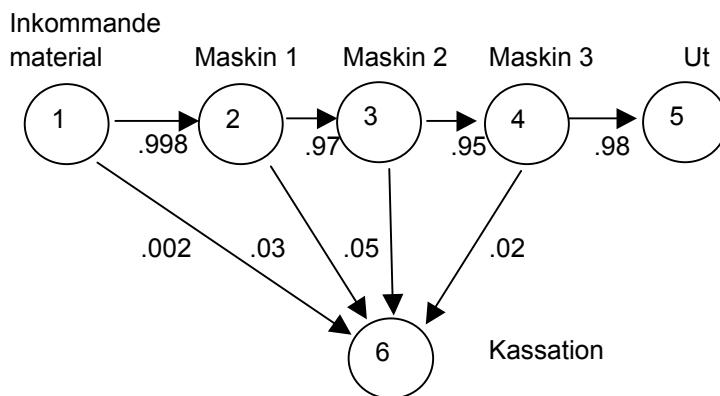 Inkommande
material
Maskin 1
Maskin 2
Maskin 3
Ut
1
2
3
4
5
.998
.97
.95
.98
.002
.03
.05
.02
6
Kassation